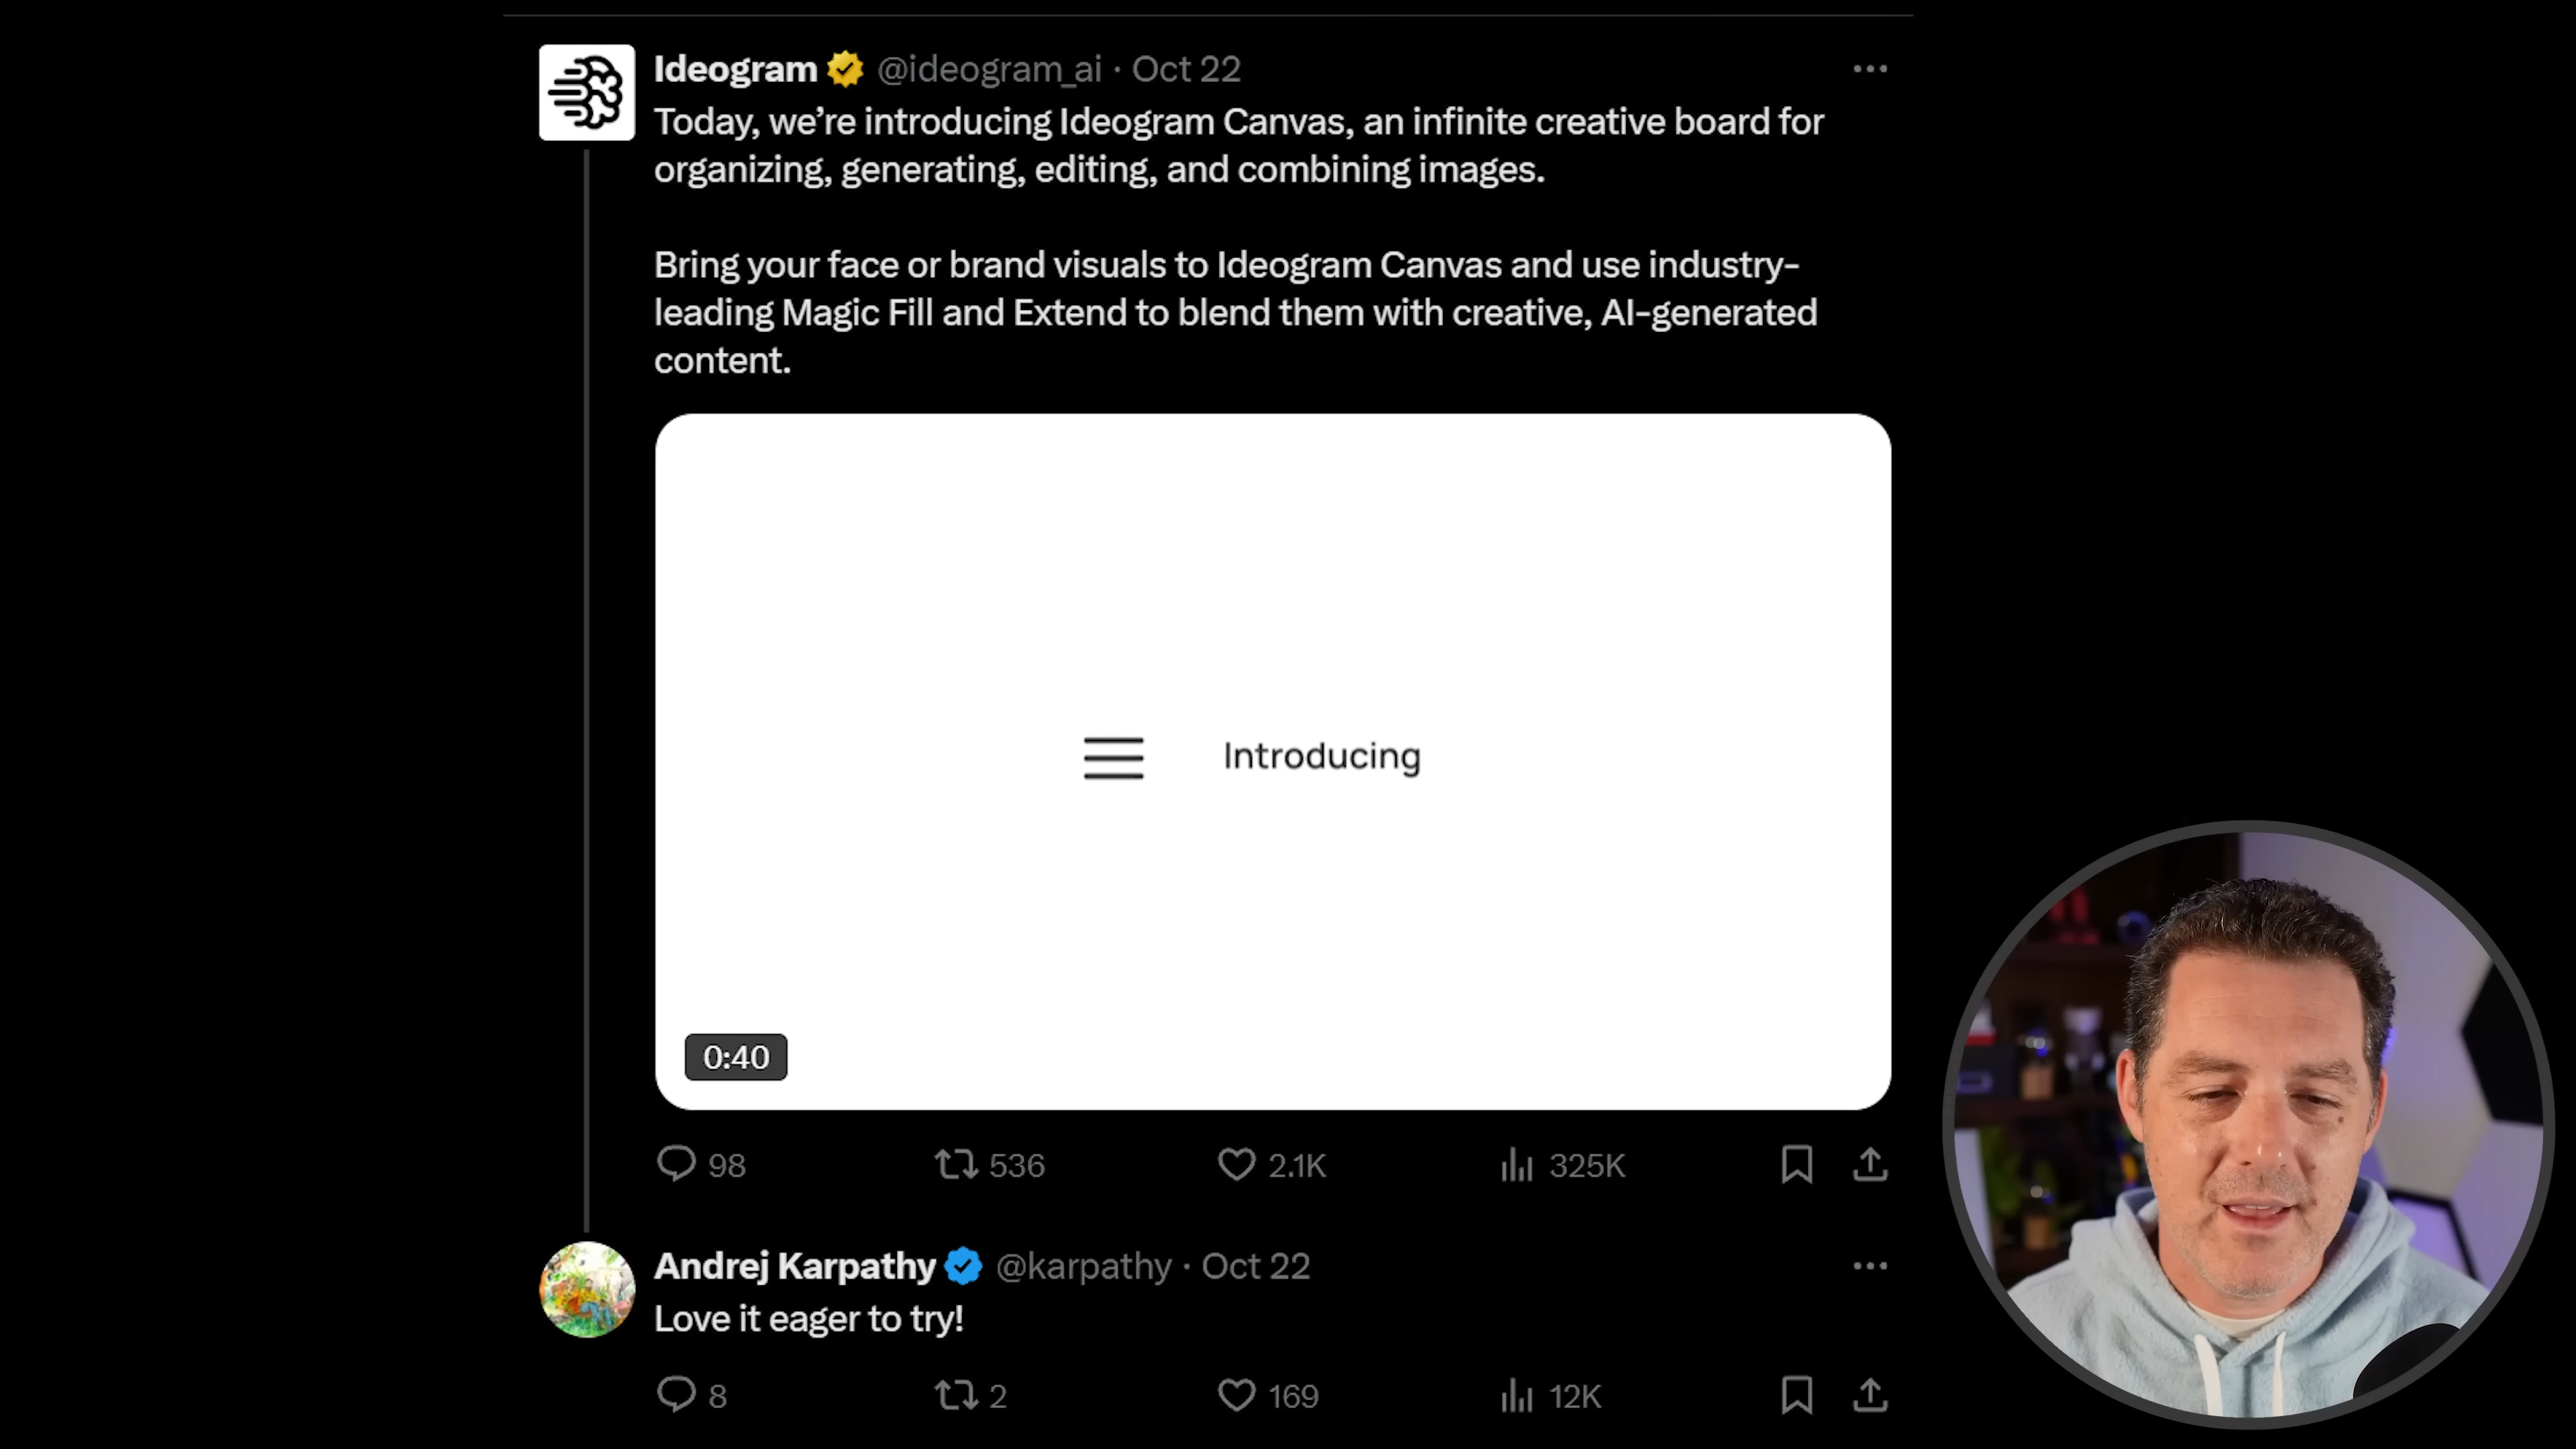 Ideogram @ideogram_ai · Oct 22
Today, we’re introducing Ideogram Canvas, an infinite creative board for
organizing, generating, editing, and combining images.
Bring your face or brand visuals to Ideogram Canvas and use industry-
leading Magic Fill and Extend to blend them with creative, AI-generated
content.
Introducing
0:40
98 536 2.1K 325K
Andrej Karpathy @karpathy · Oct 22
Love it eager to try!
8 2 169 12K